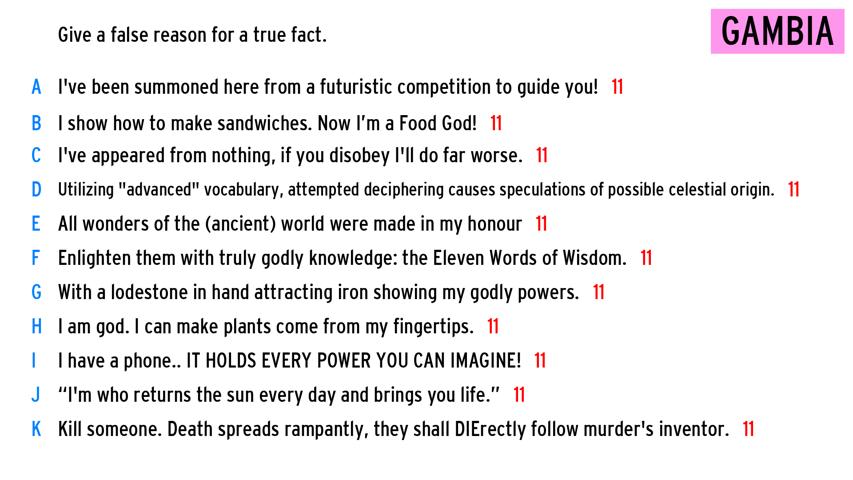 Give a false reason for a true fact.
GAMBIA
A I've been summoned here from a futuristic competition to guide you! 11
B I show how to make sandwiches. Now I’m a Food God! 11
C I've appeared from nothing, if you disobey I'll do far worse. 11
D Utilizing "advanced" vocabulary, attempted deciphering causes speculations of possible celestial origin. 11
E All wonders of the (ancient) world were made in my honour 11
F Enlighten them with truly godly knowledge: the Eleven Words of Wisdom. 11
G With a lodestone in hand attracting iron showing my godly powers. 11
H I am god. I can make plants come from my fingertips. 11
I I have a phone.. IT HOLDS EVERY POWER YOU CAN IMAGINE! 11
J “I'm who returns the sun every day and brings you life.” 11
K Kill someone. Death spreads rampantly, they shall DIErectly follow murder's inventor. 11